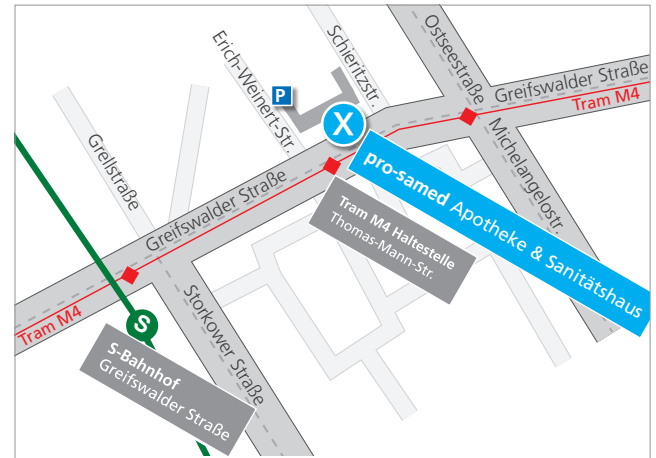 Ostseestraße
Schieritzstr.
Erich-Weinert-Str.
P
Greifswalder Straße
Tram M4
X
Michelangelostr.
Grellstraße
pro-samed Apotheke & Sanitätshaus
Greifswalder Straße
Tram M4 Haltestelle
Thomas-Mann-Str.
Storkower Straße
S
Tram M4
S-Bahnhof
Greifswalder Straße